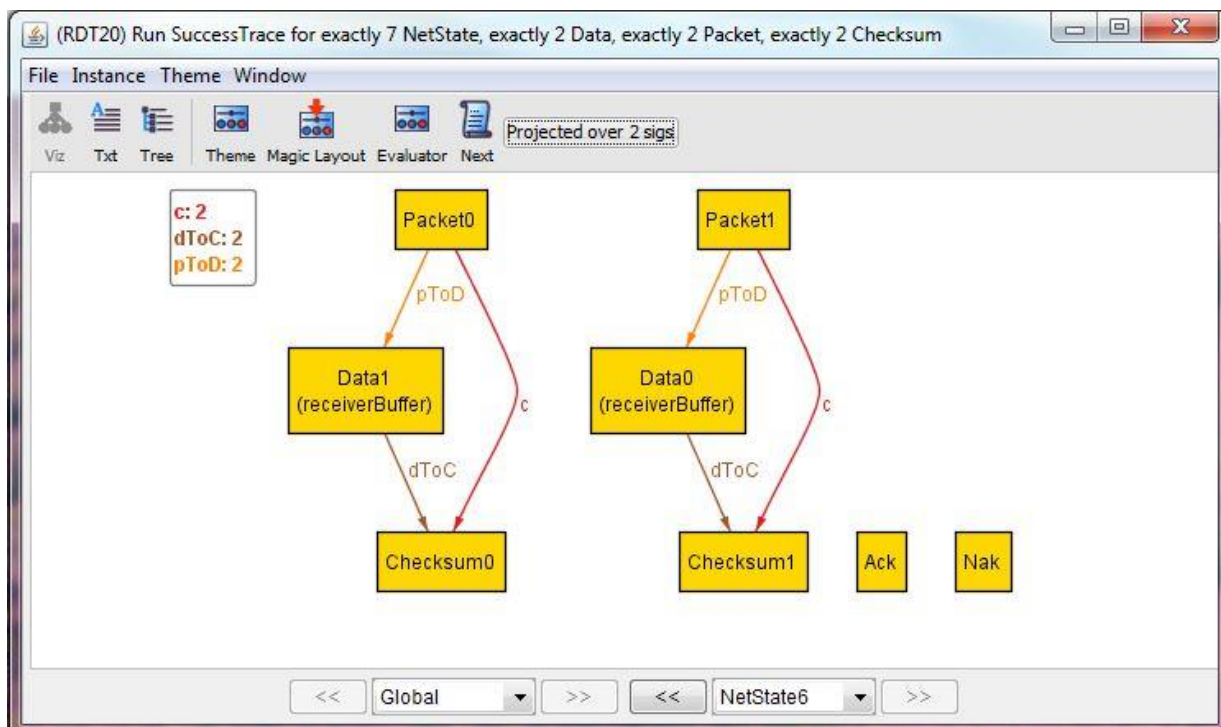 (RDT20) Run SuccessTrace for exactly 7 NetState, exactly 2 Data, exactly 2 Packet, exactly 2 Checksum
File Instance Theme Window
Viz Txt Tree Theme Magic Layout Evaluator Next Projected over 2 sigs
c: 2
dToC: 2
pToD: 2
Packet0 Packet1
pToD pToD
Data1 Data0
(receiverBuffer) c (receiverBuffer) c
dToC dToC
Checksum0 Checksum1 Ack Nak
<< Global >> << NetState6 >>